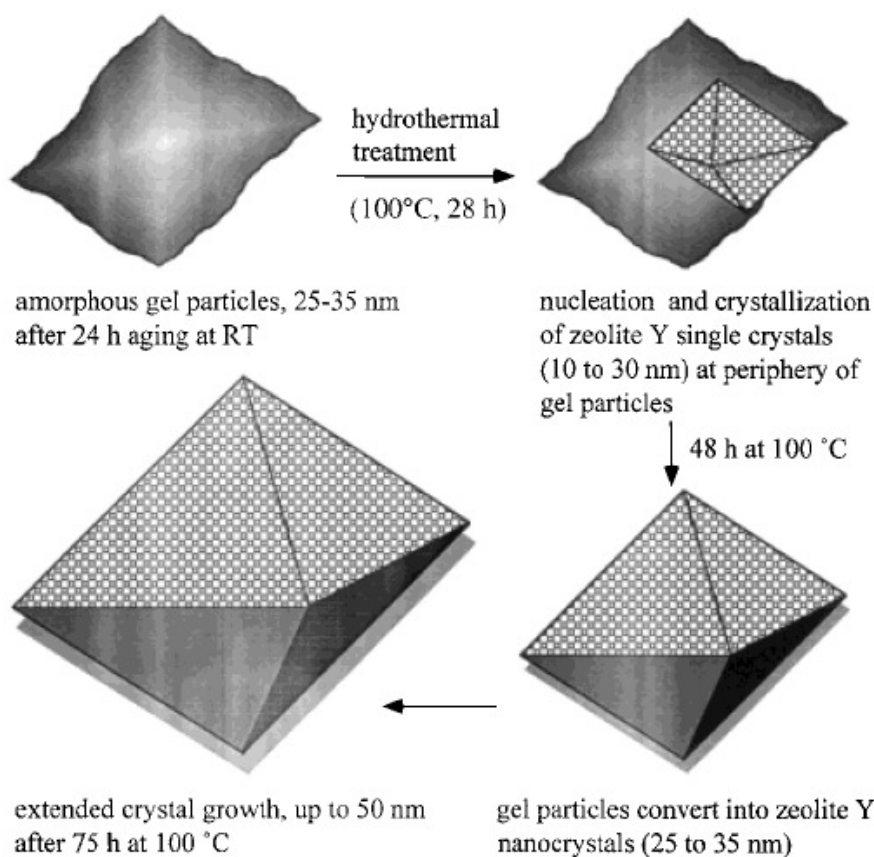 hydrothermal
treatment
(100°C, 28 h)
amorphous gel particles, 25-35 nm
after 24 h aging at RT
nucleation and crystallization
of zeolite Y single crystals
(10 to 30 nm) at periphery of
gel particles
48 h at 100 ˚C
extended crystal growth, up to 50 nm
after 75 h at 100 ˚C
gel particles convert into zeolite Y
nanocrystals (25 to 35 nm)